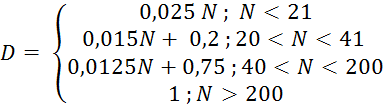 0,025 N ; N < 21
0,015N + 0,2 ; 20 < N < 41
D =
0,0125N + 0,75 ; 40 < N < 200
1 ; N > 200